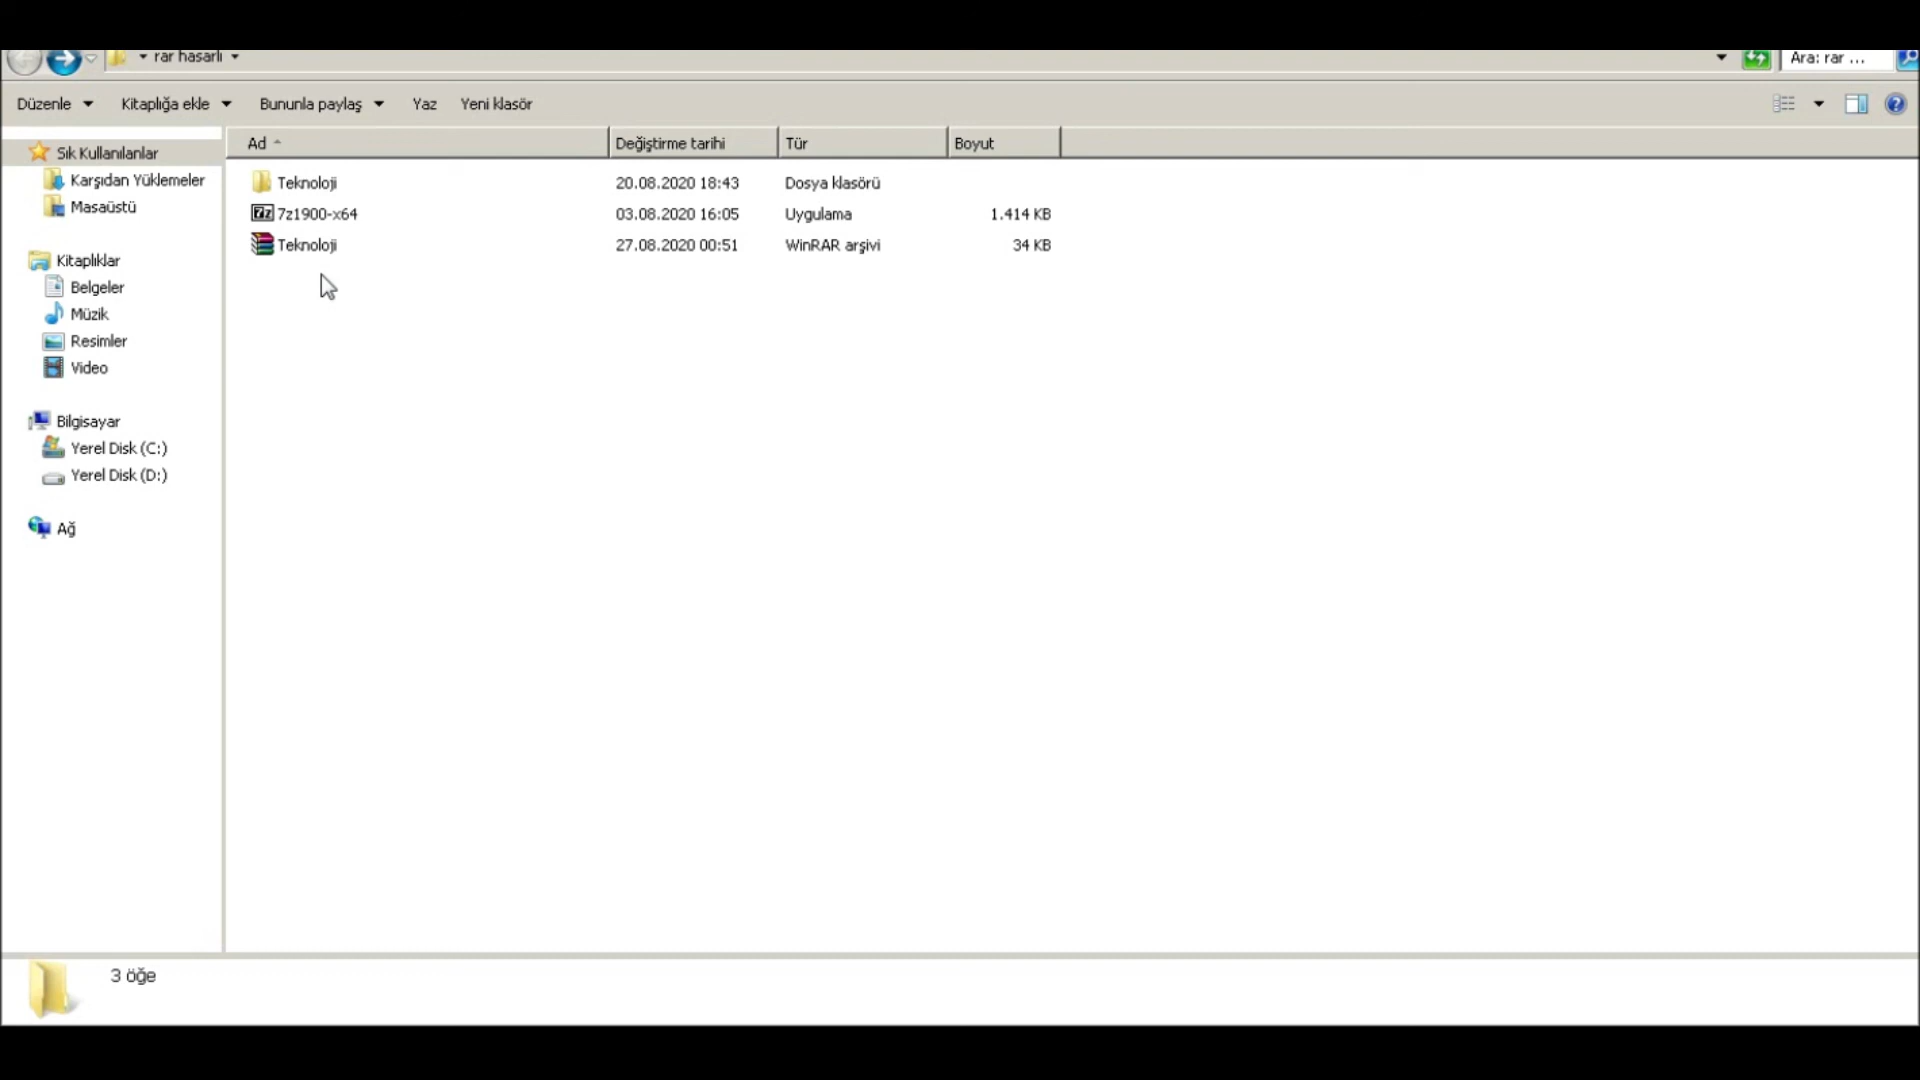 rar hasarlı
Ara: rar ...
Düzenle Kitaplığa ekle Bununla paylaş Yaz Yeni klasör
Ad Değiştirme tarihi Tür Boyut
Sık Kullanılanlar
Karşıdan Yüklemeler
Masaüstü
Kitaplıklar
Belgeler
Müzik
Resimler
Video
Bilgisayar
Yerel Disk (C:)
Yerel Disk (D:)
Ağ
Teknoloji 20.08.2020 18:43 Dosya klasörü
7z 7z1900-x64 03.08.2020 16:05 Uygulama 1.414 KB
Teknoloji 27.08.2020 00:51 WinRAR arşivi 34 KB
3 öğe